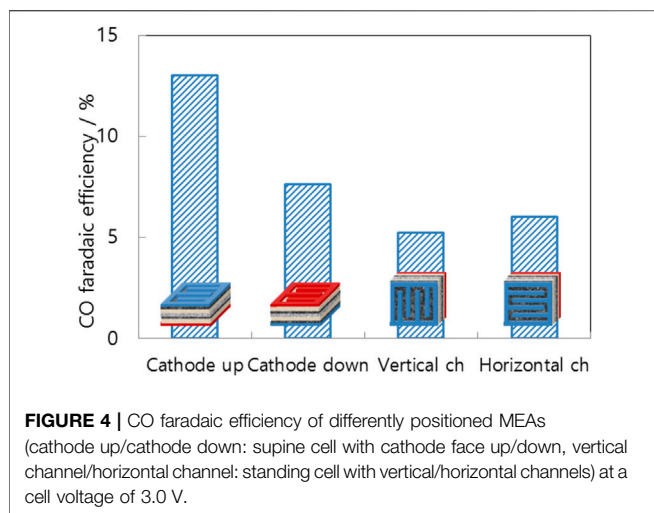 15
10
5
0
CO faradaic efficiency / %
Cathode up Cathode down Vertical ch Horizontal ch
FIGURE 4 | CO faradaic efficiency of differently positioned MEAs
(cathode up/cathode down: supine cell with cathode face up/down, vertical
channel/horizontal channel: standing cell with vertical/horizontal channels) at a
cell voltage of 3.0 V.